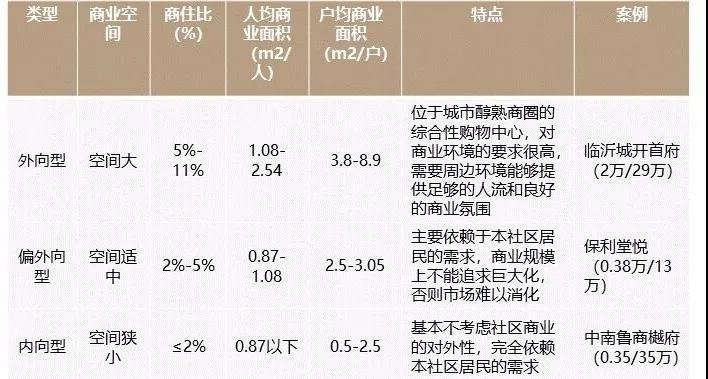 类型
商业空
间
商住比
(%)
人均商
业面积
（m2/
人）
户均商业
面积
（m2/户）
特点
案例
外向型
空间大
5%-
11%
1.08-
2.54
3.8-8.9
位于城市醇熟商圈的
综合性购物中心，对
商业环境的要求很高，
需要周边环境能够提
供足够的人流和良好
的商业氛围
临沂城开首府
（2万/29万）
偏外向
型
空间适
中
2%-5%
0.87-
1.08
2.5-3.05
主要依赖于本社区居
民的需求，商业规模
上不能追求巨大化，
否则市场难以消化
保利堂悦
（0.38万/13
万）
内向型
空间狭
小
≤2%
0.87以下
0.5-2.5
基本不考虑社区商业
的对外性，完全依赖
本社区居民的需求
中南鲁商樾府
（0.35/35万）